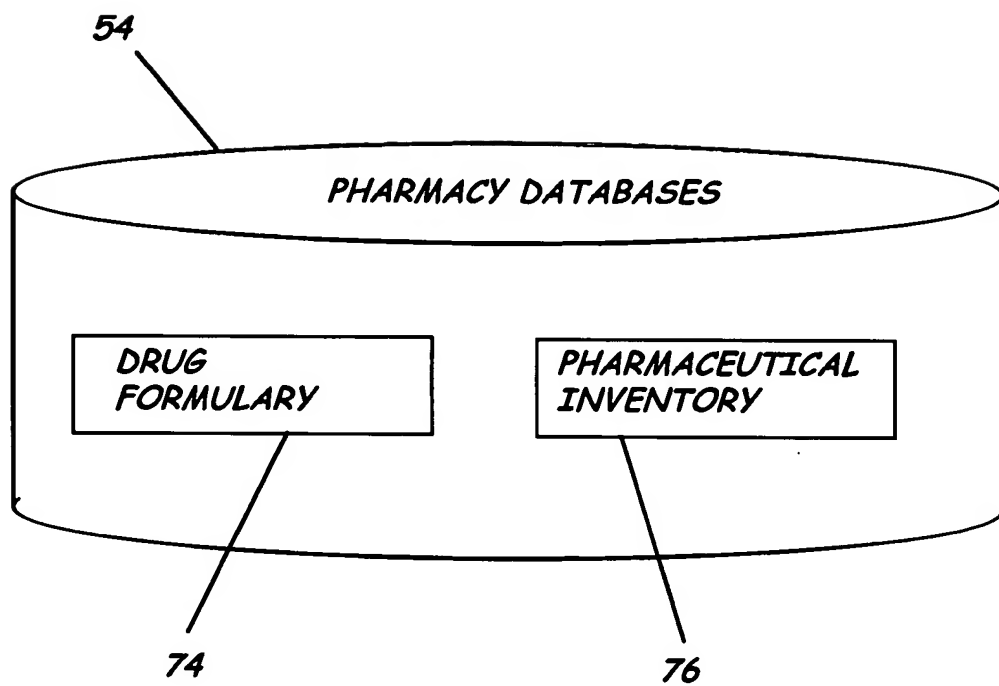 54
PHARMACY DATABASES
DRUG
FORMULARY
PHARMACEUTICAL
INVENTORY
74
76